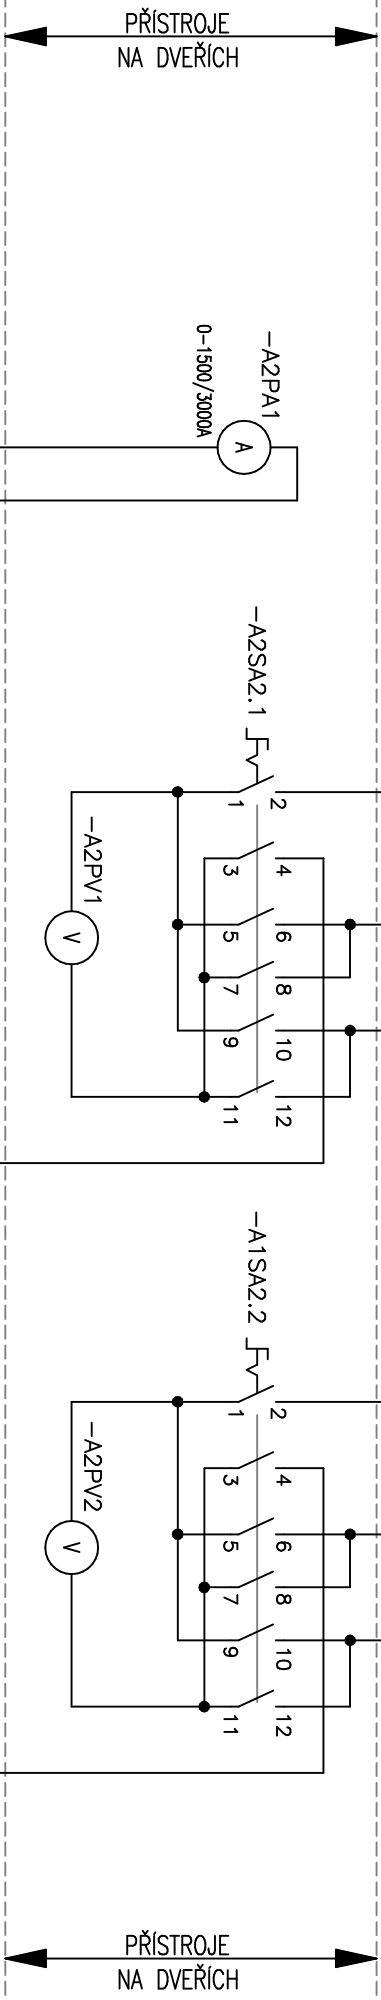 PŘÍSTROJE
NA DVEŘÍCH
-A2PA1
0-1500/3000A
A
-A2SA2.1
1
2
3
4
5
6
7
8
9
10
11
12
-A2PV1
V
-A1SA2.2
1
2
3
4
5
6
7
8
9
10
11
12
-A2PV2
V
PŘÍSTROJE
NA DVEŘÍCH